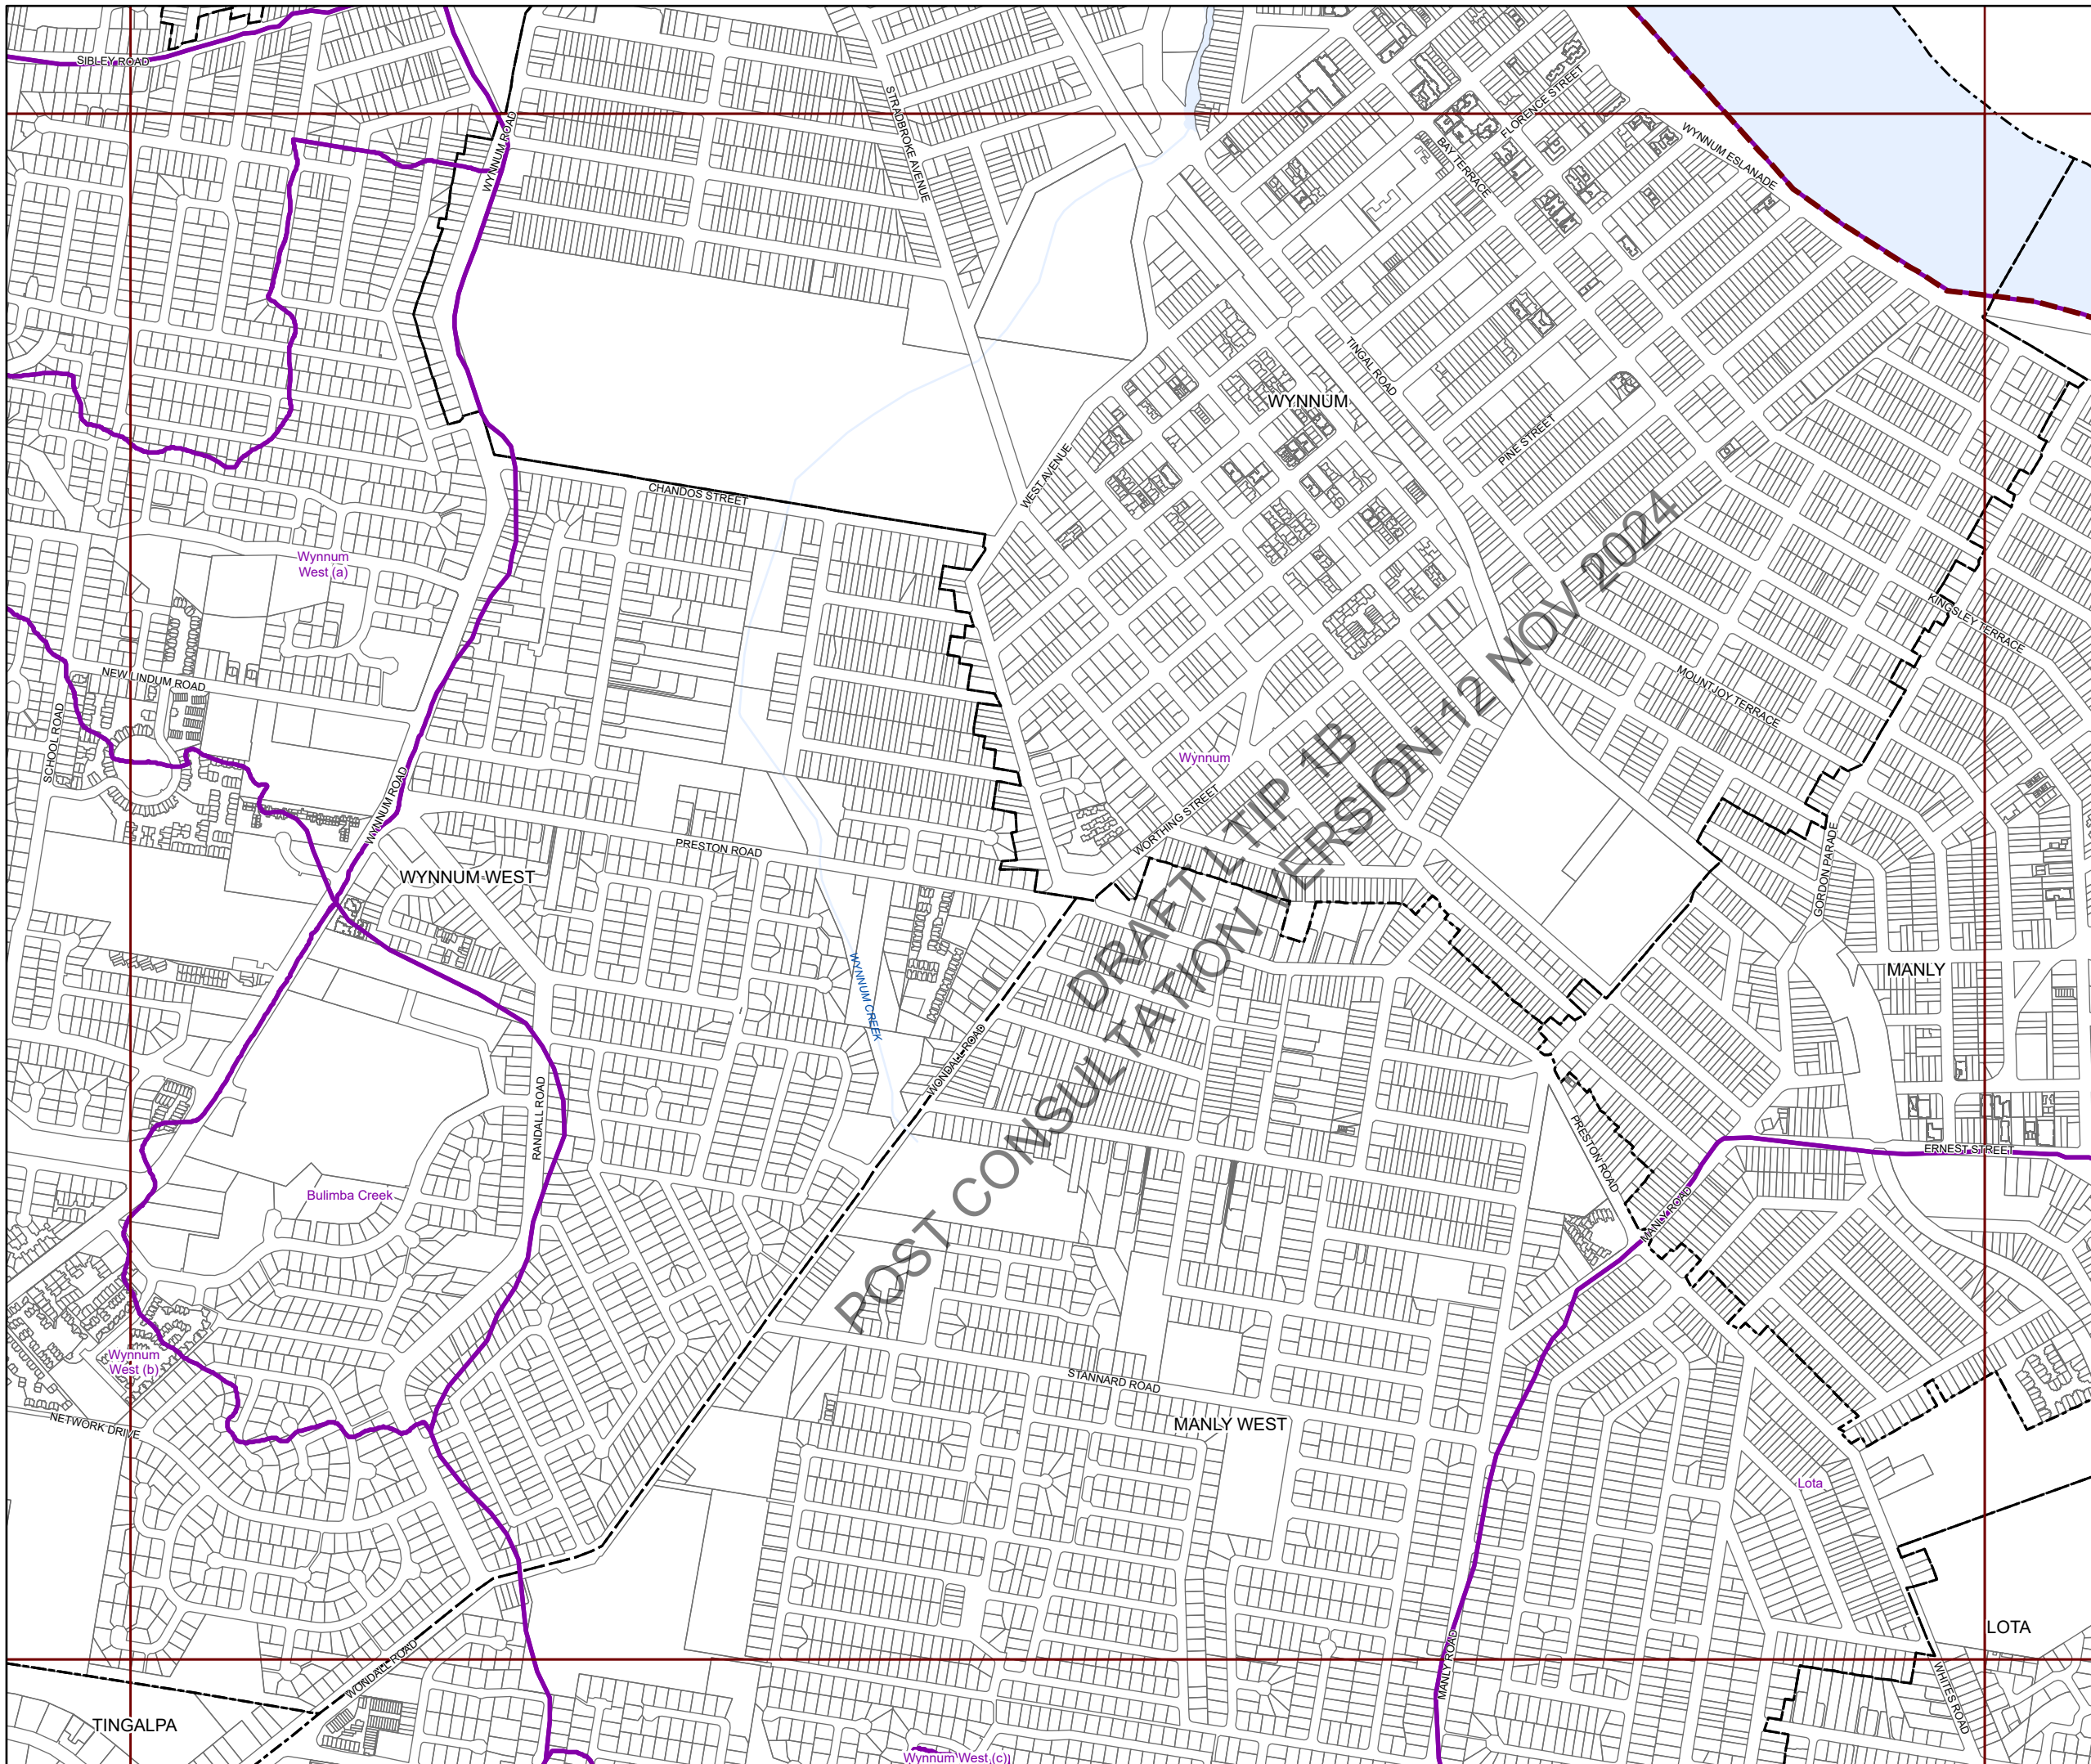 SIBLEY ROAD
WYNNUM ROAD
STRADBROKE AVENUE
FLORENCE STREET
BAY TERRACE
WYNNUM ESLANADE
TINGAL ROAD
WYNNUM
PINE STREET
WEST AVENUE
CHANDOS STREET
Wynnum
West (a)
KINGSLEY TERRACE
NEW LINDUM ROAD
MOUNTJOY TERRACE
SCHOOL ROAD
Wynnum
WYNNUM ROAD
WORTHING STREET
PRESTON ROAD
GORDON PARADE
WYNNUM WEST
DRAFT LTIP 1B
POST CONSULTATION VERSION 12 NOV 2024
MANLY
WYNNUM CREEK
WONDALL ROAD
RANDALL ROAD
PRESTON ROAD
ERNEST STREET
Bulimba Creek
MANLY ROAD
Wynnum
West (b)
STANNARD ROAD
NETWORK DRIVE
MANLY WEST
Lota
LOTA
WONDALL ROAD
MANLY ROAD
WHITES ROAD
TINGALPA
Wynnum West (c)